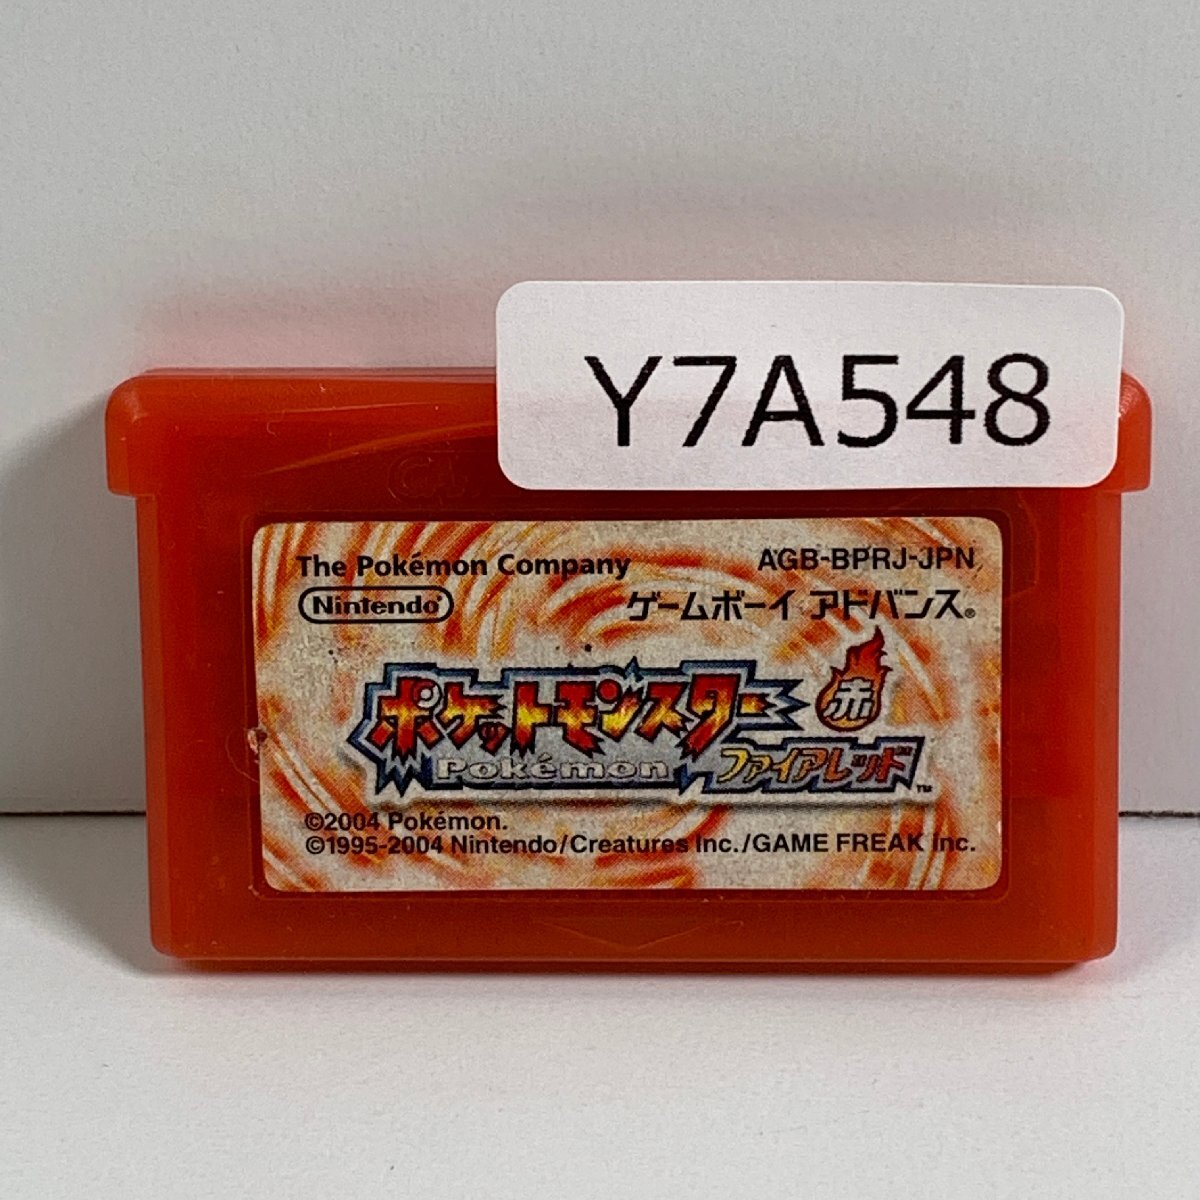 Y7A548
The Pokémon Company
AGB-BPRJ-JPN
Nintendo®
ゲームボーイ アドバンス®
ポケットモンスター
赤
Pokémon
ファイアレッド™
©2004 Pokémon.
©1995-2004 Nintendo/Creatures Inc./GAME FREAK Inc.